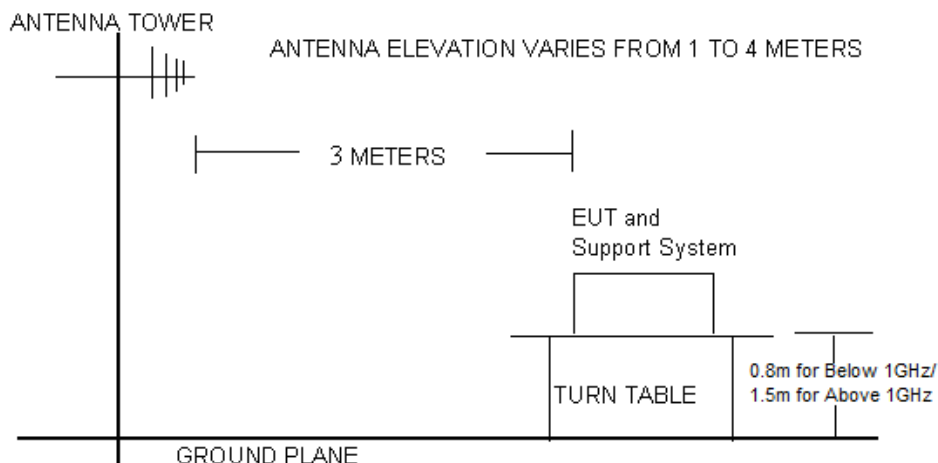 ANTENNA TOWER
ANTENNA ELEVATION VARIES FROM 1 TO 4 METERS
3 METERS
EUT and
Support System
0.8m for Below 1GHz/
1.5m for Above 1GHz
TURN TABLE
GROUND PLANE